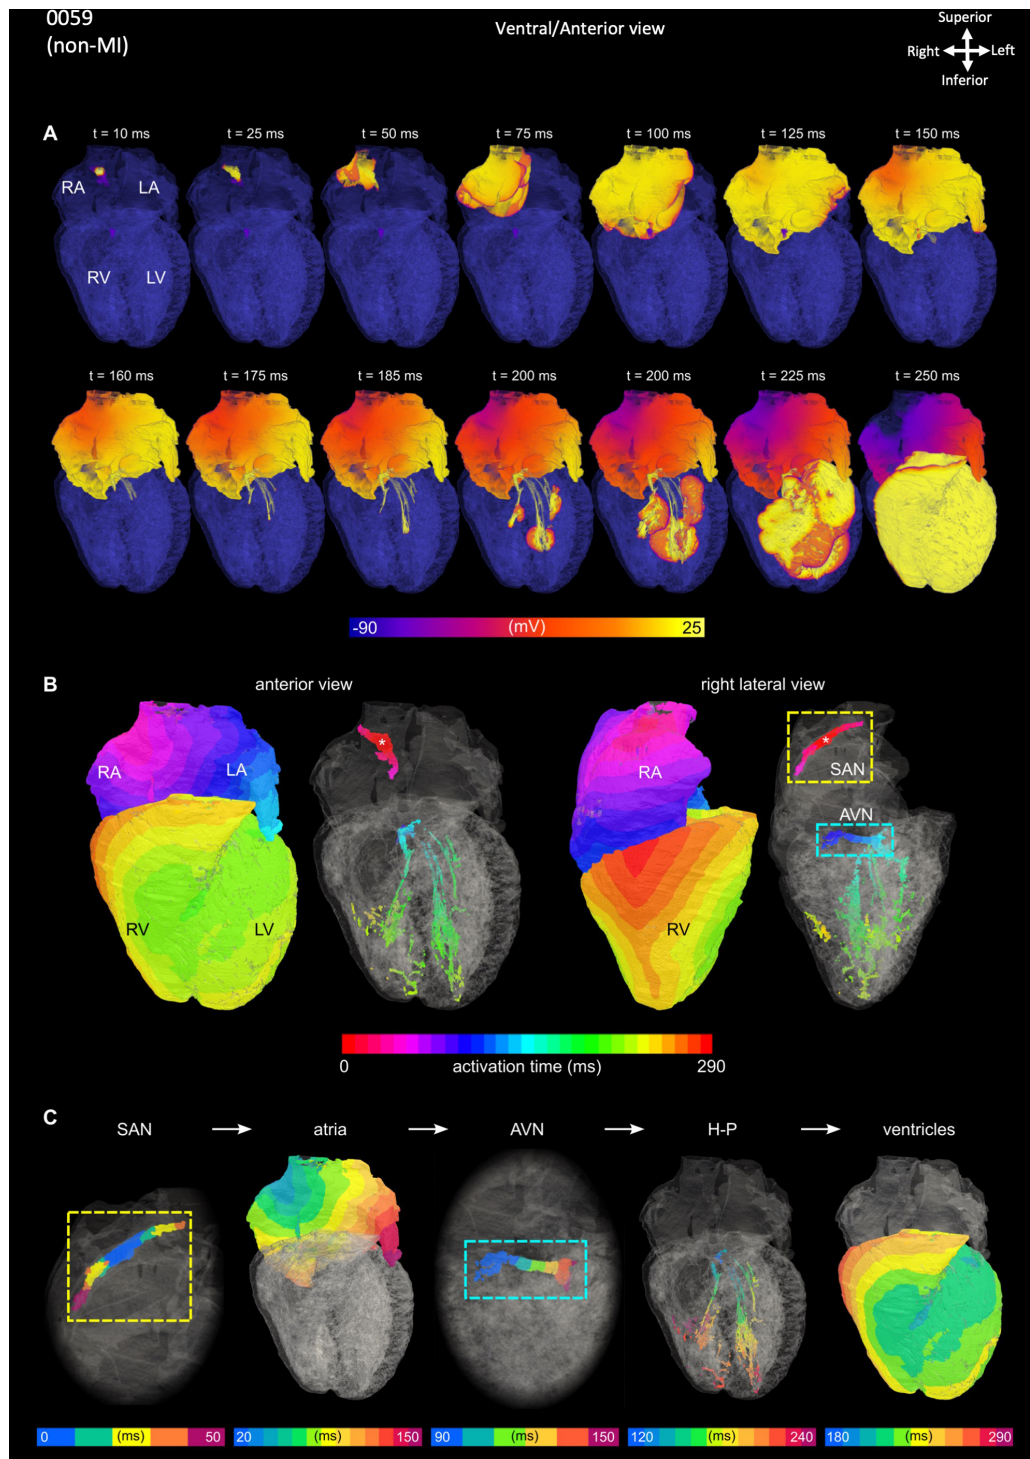 0059
(non-MI)
Ventral/Anterior view
Superior
Right
Left
Inferior
A
t = 10 ms
t = 25 ms
t = 50 ms
t = 75 ms
t = 100 ms
t = 125 ms
t = 150 ms
RA
LA
RV
LV
t = 160 ms
t = 175 ms
t = 185 ms
t = 200 ms
t = 200 ms
t = 225 ms
t = 250 ms
-90
(mV)
25
B
anterior view
right lateral view
RA
LA
*
RV
LV
RA
*
SAN
AVN
RV
0
activation time (ms)
290
C
SAN
atria
AVN
H-P
ventricles
0 (ms) 50
20 (ms) 150
90 (ms) 150
120 (ms) 240
180 (ms) 290